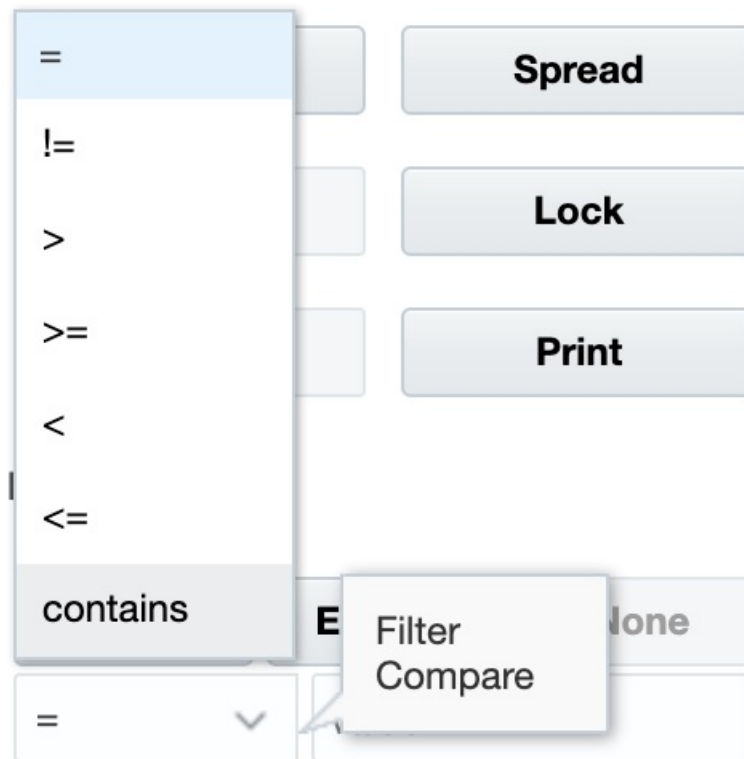 =
!=
>
>=
<
<=
contains
Spread
Lock
Print
Filter
Compare
=